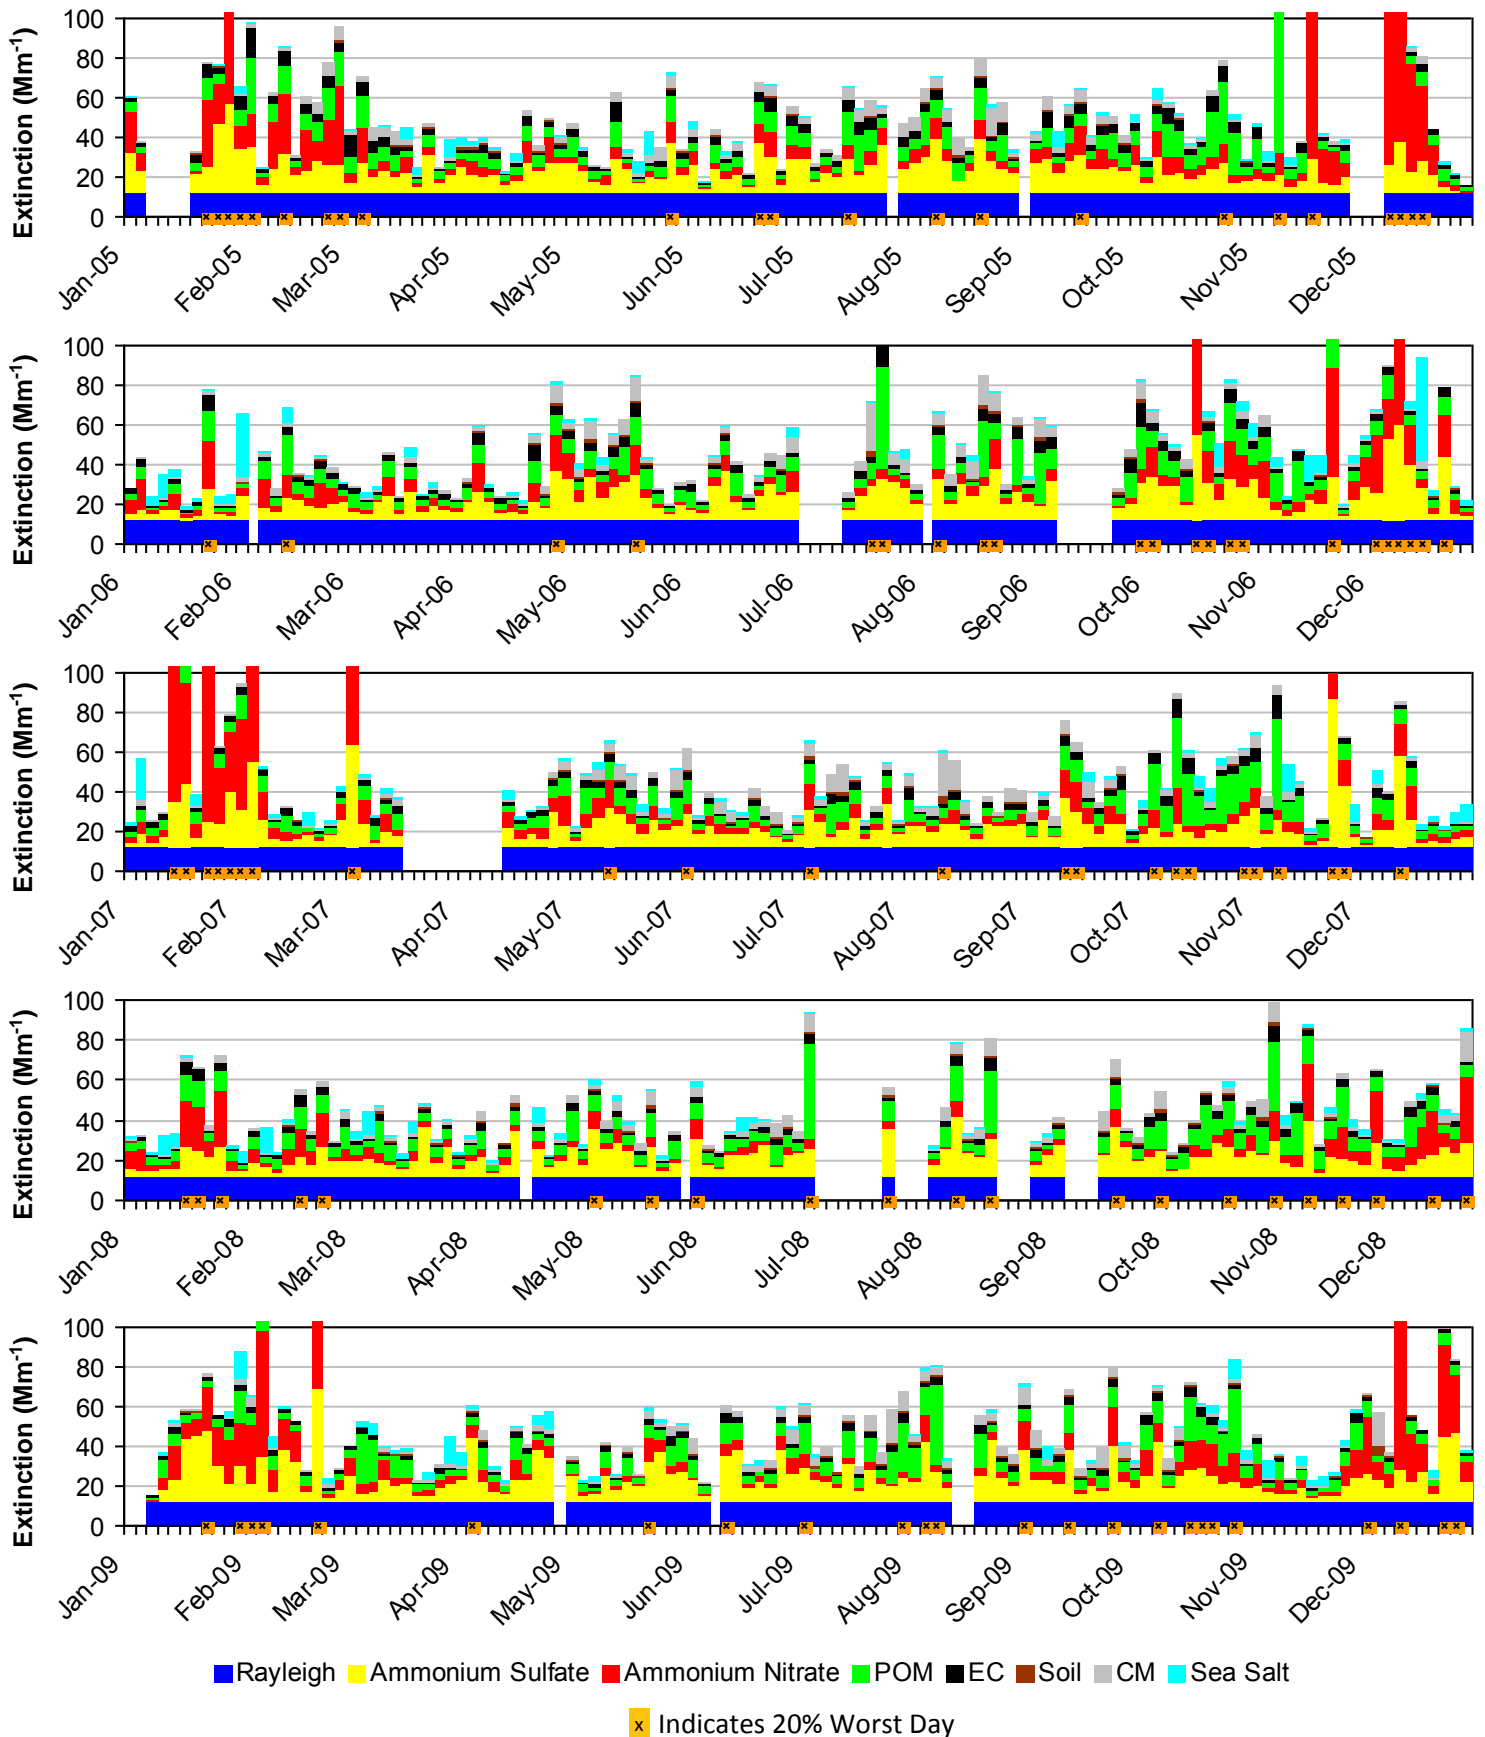 Extinction (Mm⁻¹)
100
80
60
40
20
0
Jan-05 Feb-05 Mar-05 Apr-05 May-05 Jun-05 Jul-05 Aug-05 Sep-05 Oct-05 Nov-05 Dec-05
Extinction (Mm⁻¹)
100
80
60
40
20
0
Jan-06 Feb-06 Mar-06 Apr-06 May-06 Jun-06 Jul-06 Aug-06 Sep-06 Oct-06 Nov-06 Dec-06
Extinction (Mm⁻¹)
100
80
60
40
20
0
Jan-07 Feb-07 Mar-07 Apr-07 May-07 Jun-07 Jul-07 Aug-07 Sep-07 Oct-07 Nov-07 Dec-07
Extinction (Mm⁻¹)
100
80
60
40
20
0
Jan-08 Feb-08 Mar-08 Apr-08 May-08 Jun-08 Jul-08 Aug-08 Sep-08 Oct-08 Nov-08 Dec-08
Extinction (Mm⁻¹)
100
80
60
40
20
0
Jan-09 Feb-09 Mar-09 Apr-09 May-09 Jun-09 Jul-09 Aug-09 Sep-09 Oct-09 Nov-09 Dec-09
Rayleigh Ammonium Sulfate Ammonium Nitrate POM EC Soil CM Sea Salt
x Indicates 20% Worst Day